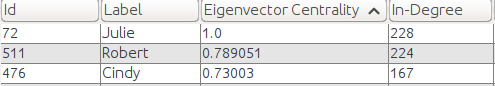 Id Label Eigenvector Centrality In-Degree
72 Julie 1.0 228
511 Robert 0.789051 224
476 Cindy 0.73003 167